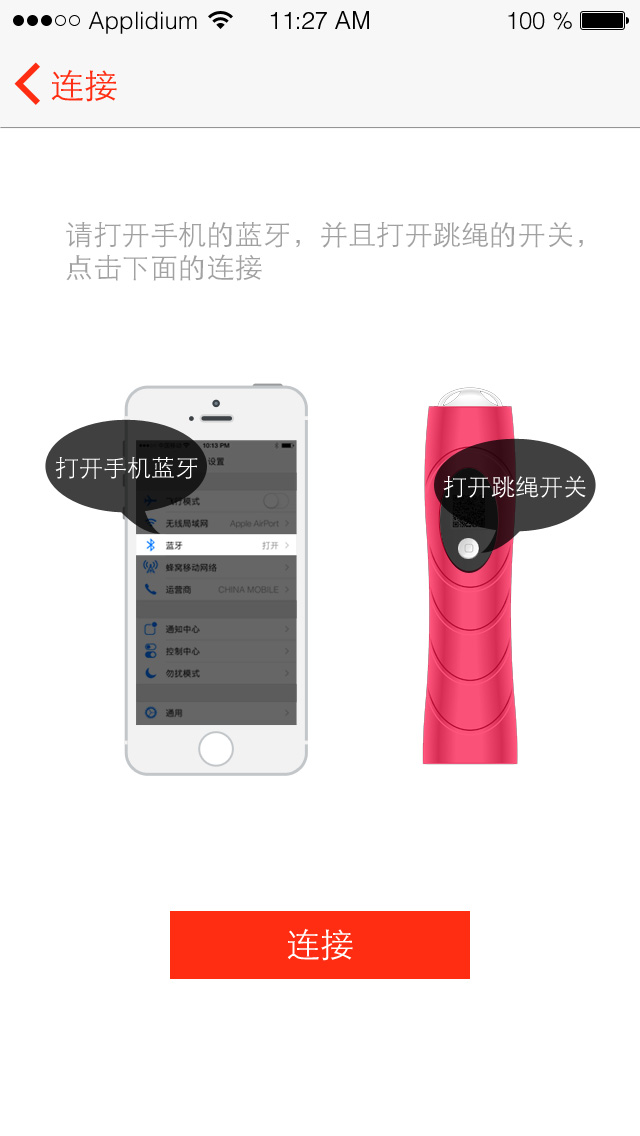 Applidium 11:27 AM 100 %
连接
请打开手机的蓝牙，并且打开跳绳的开关，
点击下面的连接
打开手机蓝牙
打开跳绳开关
10:13 PM
设置
飞行模式
无线局域网 Apple AirPort
蓝牙 打开
蜂窝移动网络
运营商 CHINA MOBILE
通知中心
控制中心
勿扰模式
通用
连接